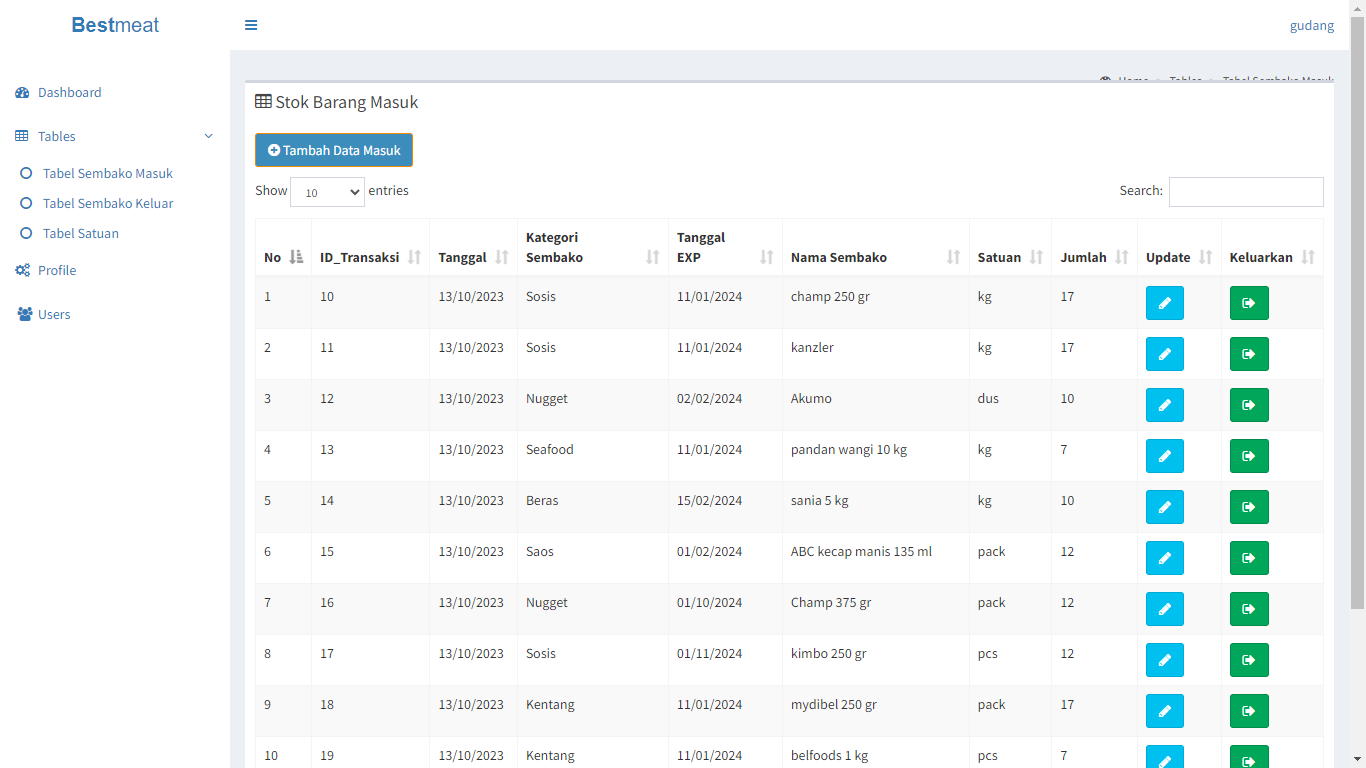 Bestmeat
gudang
Dashboard
Tables
Tabel Sembako Masuk
Tabel Sembako Keluar
Tabel Satuan
Profile
Users
Home > Tables > Tabel Sembako Masuk
Stok Barang Masuk
Tambah Data Masuk
Show 10 entries
Search:
No ID_Transaksi Tanggal Kategori Sembako Tanggal EXP Nama Sembako Satuan Jumlah Update Keluarkan
1 10 13/10/2023 Sosis 11/01/2024 champ 250 gr kg 17
2 11 13/10/2023 Sosis 11/01/2024 kanzler kg 17
3 12 13/10/2023 Nugget 02/02/2024 Akumo dus 10
4 13 13/10/2023 Seafood 11/01/2024 pandan wangi 10 kg kg 7
5 14 13/10/2023 Beras 15/02/2024 sania 5 kg kg 10
6 15 13/10/2023 Saos 01/02/2024 ABC kecap manis 135 ml pack 12
7 16 13/10/2023 Nugget 01/10/2024 Champ 375 gr pack 12
8 17 13/10/2023 Sosis 01/11/2024 kimbo 250 gr pcs 12
9 18 13/10/2023 Kentang 11/01/2024 mydibel 250 gr pack 17
10 19 13/10/2023 Kentang 11/01/2024 belfoods 1 kg pcs 7